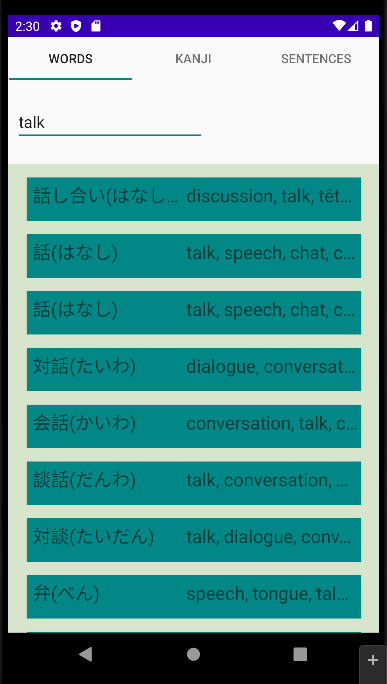 2:30
WORDS KANJI SENTENCES
talk
話し合い(はなし… discussion, talk, têt…
話(はなし) talk, speech, chat, c…
話(はなし) talk, speech, chat, c…
対話(たいわ) dialogue, conversat…
会話(かいわ) conversation, talk, c…
談話(だんわ) talk, conversation, …
対談(たいだん) talk, dialogue, conv…
弁(べん) speech, tongue, tal…